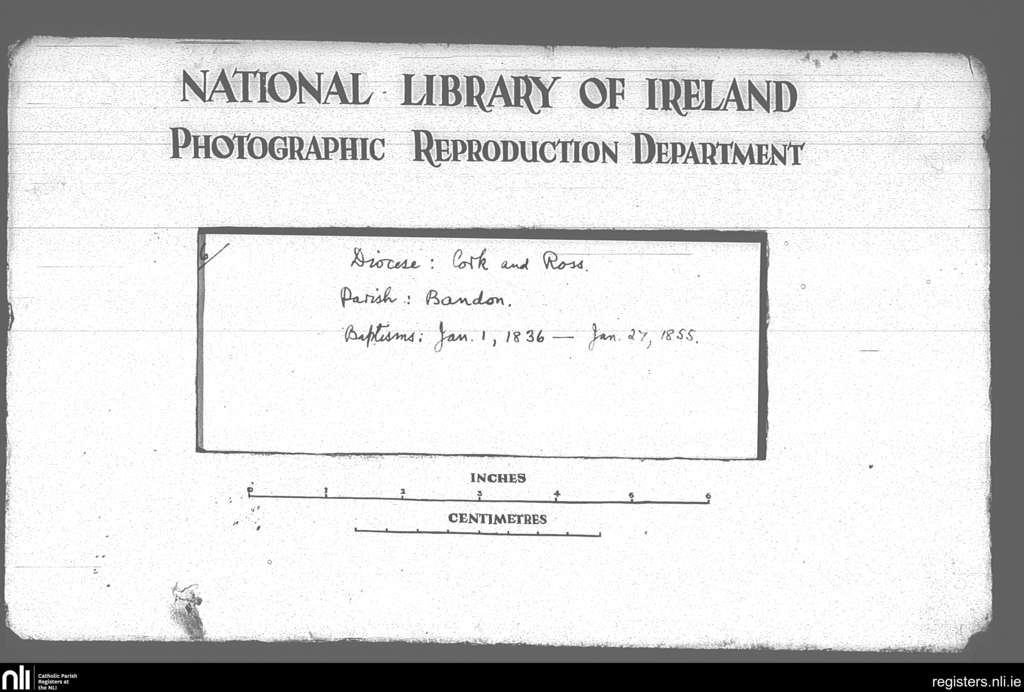 NATIONAL LIBRARY OF IRELAND
PHOTOGRAPHIC REPRODUCTION DEPARTMENT
6/
Diocese: Cork and Ross.
Parish: Bandon.
Baptisms: Jan. 1, 1836 — Jan. 27, 1855.
INCHES
0 1 2 3 4 5 6
CENTIMETRES
nli Catholic Parish
Registers at
the NLI
registers.nli.ie